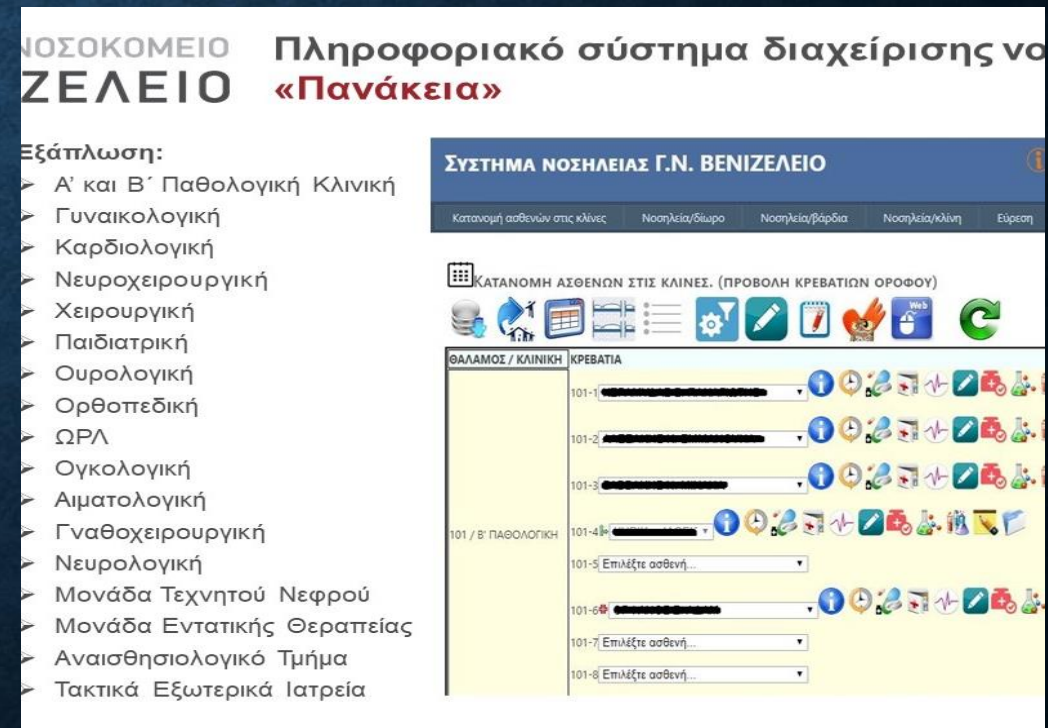 ΝΟΣΟΚΟΜΕΙΟ
ΖΕΛΕΙΟ
Πληροφοριακό σύστημα διαχείρισης νο
«Πανάκεια»
Εξάπλωση:
➢ Α' και Β΄ Παθολογική Κλινική
➢ Γυναικολογική
➢ Καρδιολογική
➢ Νευροχειρουργική
➢ Χειρουργική
➢ Παιδιατρική
➢ Ουρολογική
➢ Ορθοπεδική
➢ ΩΡΛ
➢ Ογκολογική
➢ Αιματολογική
➢ Γναθοχειρουργική
➢ Νευρολογική
➢ Μονάδα Τεχνητού Νεφρού
➢ Μονάδα Εντατικής Θεραπείας
➢ Αναισθησιολογικό Τμήμα
➢ Τακτικά Εξωτερικά Ιατρεία
ΣΥΣΤΗΜΑ ΝΟΣΗΛΕΙΑΣ Γ.Ν. ΒΕΝΙΖΕΛΕΙΟ
Κατανομή ασθενών στις κλίνες Νοσηλεία/δίωρο Νοσηλεία/βάρδια Νοσηλεία/κλίνη Εύρεση
ΚΑΤΑΝΟΜΗ ΑΣΘΕΝΩΝ ΣΤΙΣ ΚΛΙΝΕΣ. (ΠΡΟΒΟΛΗ ΚΡΕΒΑΤΙΩΝ ΟΡΟΦΟΥ)
Web
ΘΑΛΑΜΟΣ / ΚΛΙΝΙΚΗ ΚΡΕΒΑΤΙΑ
101 / Β' ΠΑΘΟΛΟΓΙΚΗ
101-1
101-2
101-3
101-4
101-5 Επιλέξτε ασθενή...
101-6
101-7 Επιλέξτε ασθενή...
101-8 Επιλέξτε ασθενή...